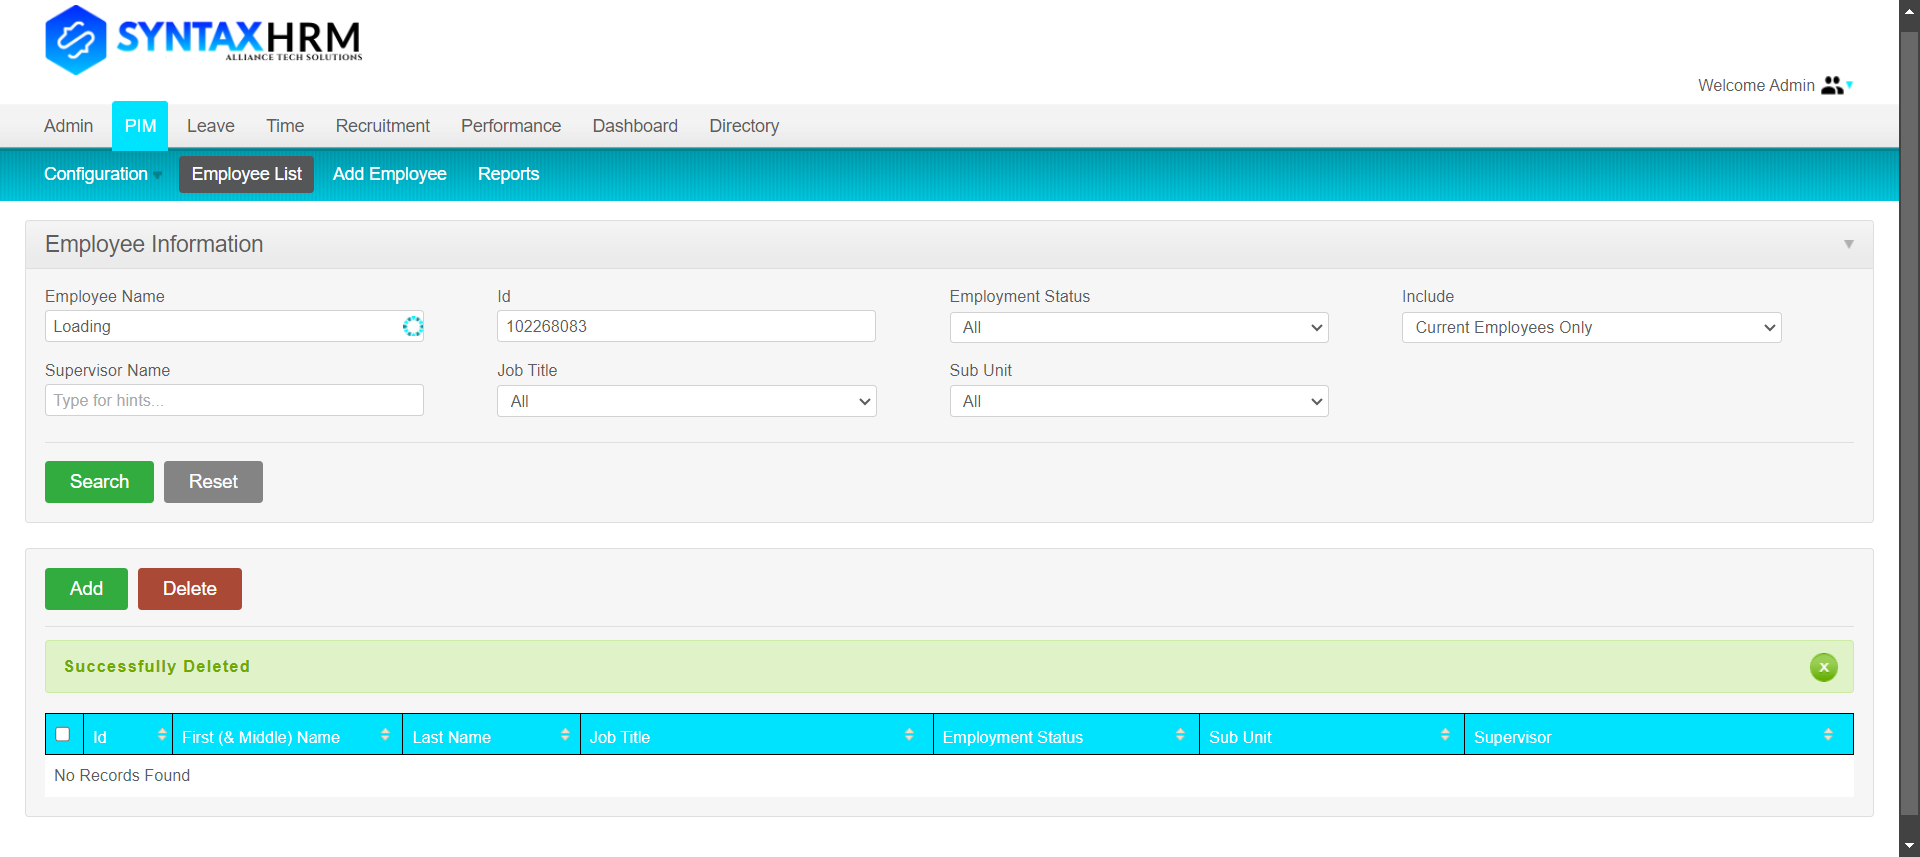 SYNTAXHRM
ALLIANCE TECH SOLUTIONS
Welcome Admin
Admin PIM Leave Time Recruitment Performance Dashboard Directory
Configuration Employee List Add Employee Reports
Employee Information
Employee Name Id Employment Status Include
Loading 102268083 All Current Employees Only
Supervisor Name Job Title Sub Unit
Type for hints... All All
Search Reset
Add Delete
Successfully Deleted x
Id First (& Middle) Name Last Name Job Title Employment Status Sub Unit Supervisor
No Records Found